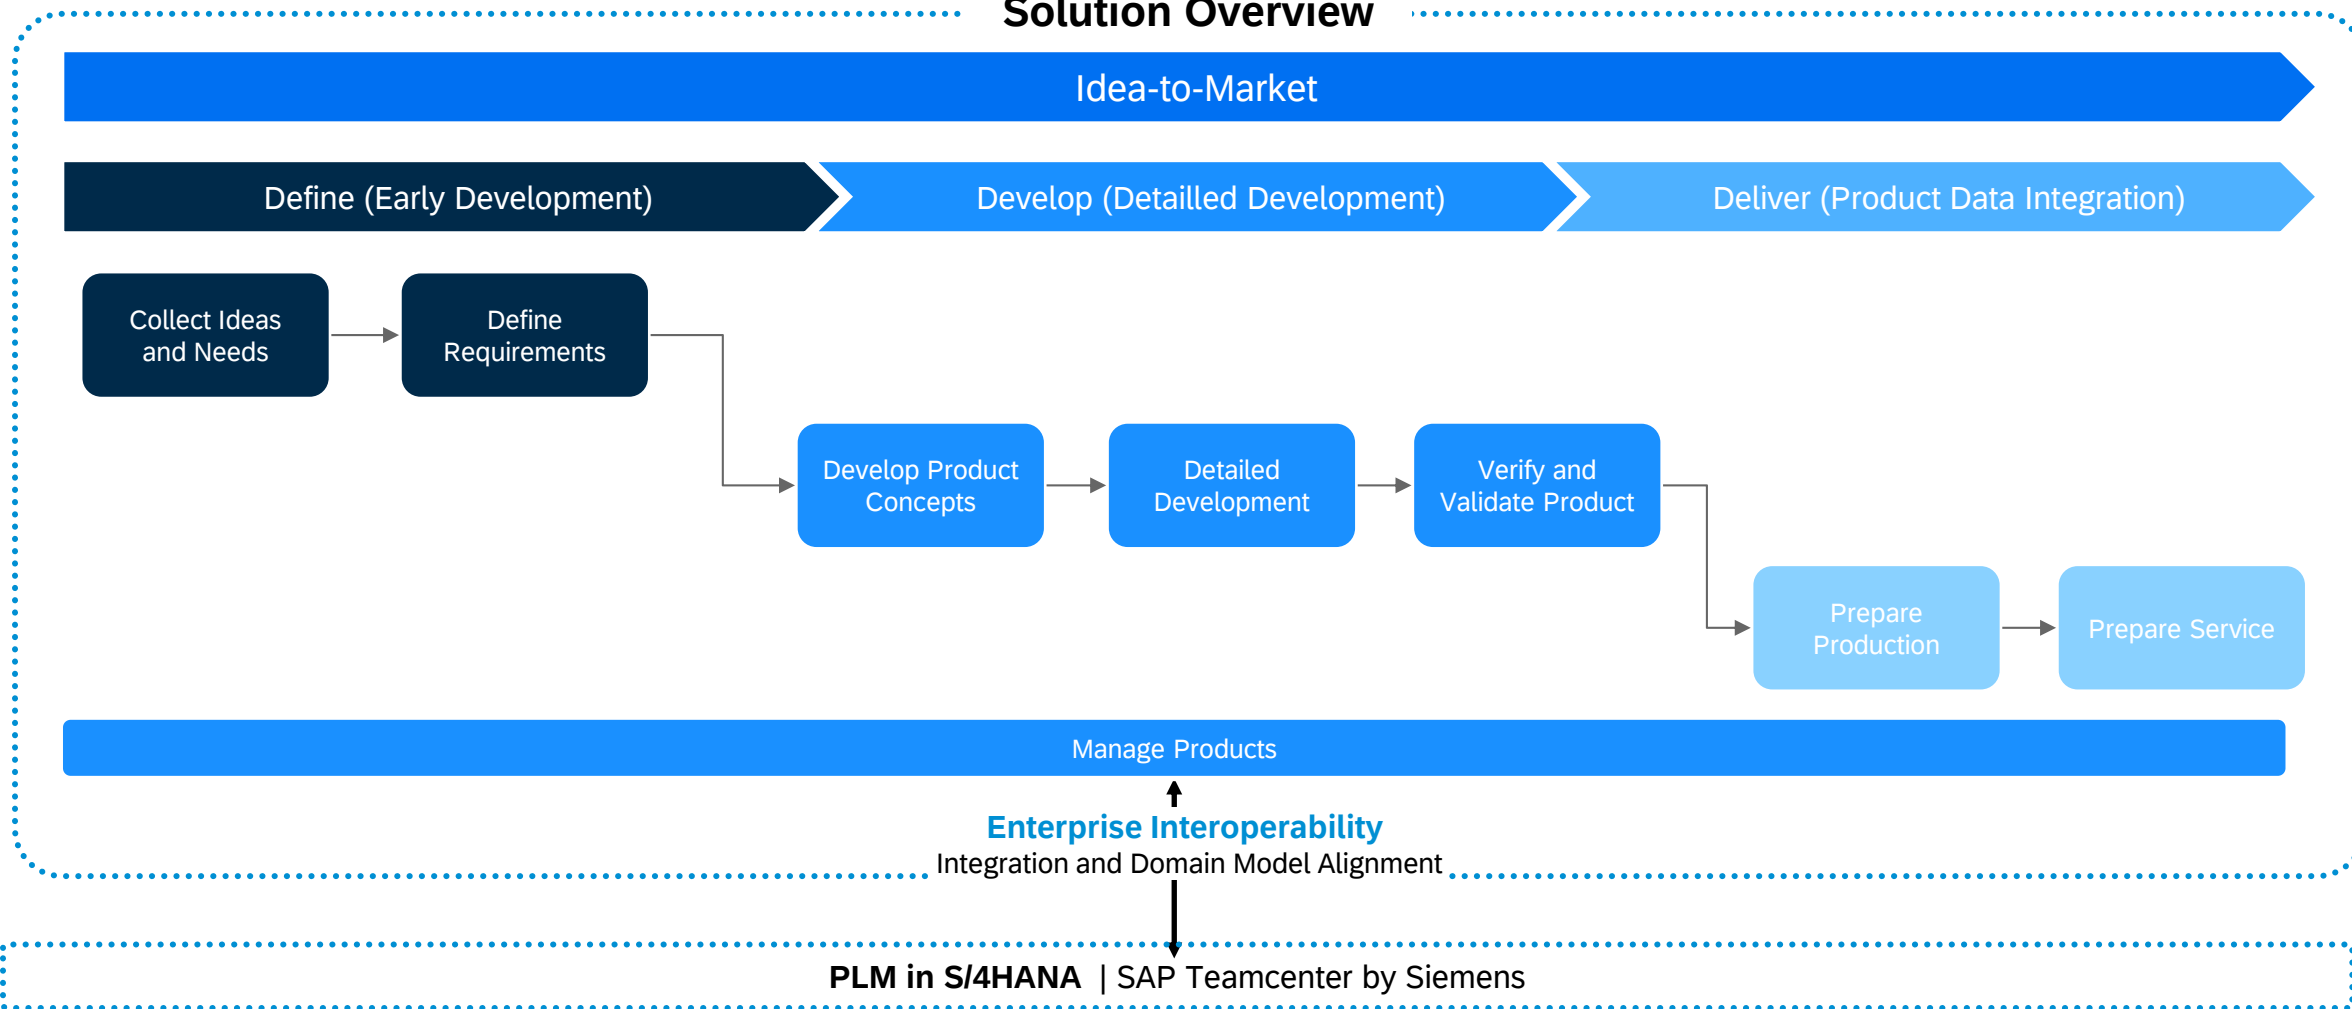 Solution Overview
Idea-to-Market
Define (Early Development)
Develop (Detailled Development)
Deliver (Product Data Integration)
Collect Ideas
and Needs
Define
Requirements
Develop Product
Concepts
Detailed
Development
Verify and
Validate Product
Prepare
Production
Prepare Service
Manage Products
Enterprise Interoperability
Integration and Domain Model Alignment
PLM in S/4HANA | SAP Teamcenter by Siemens